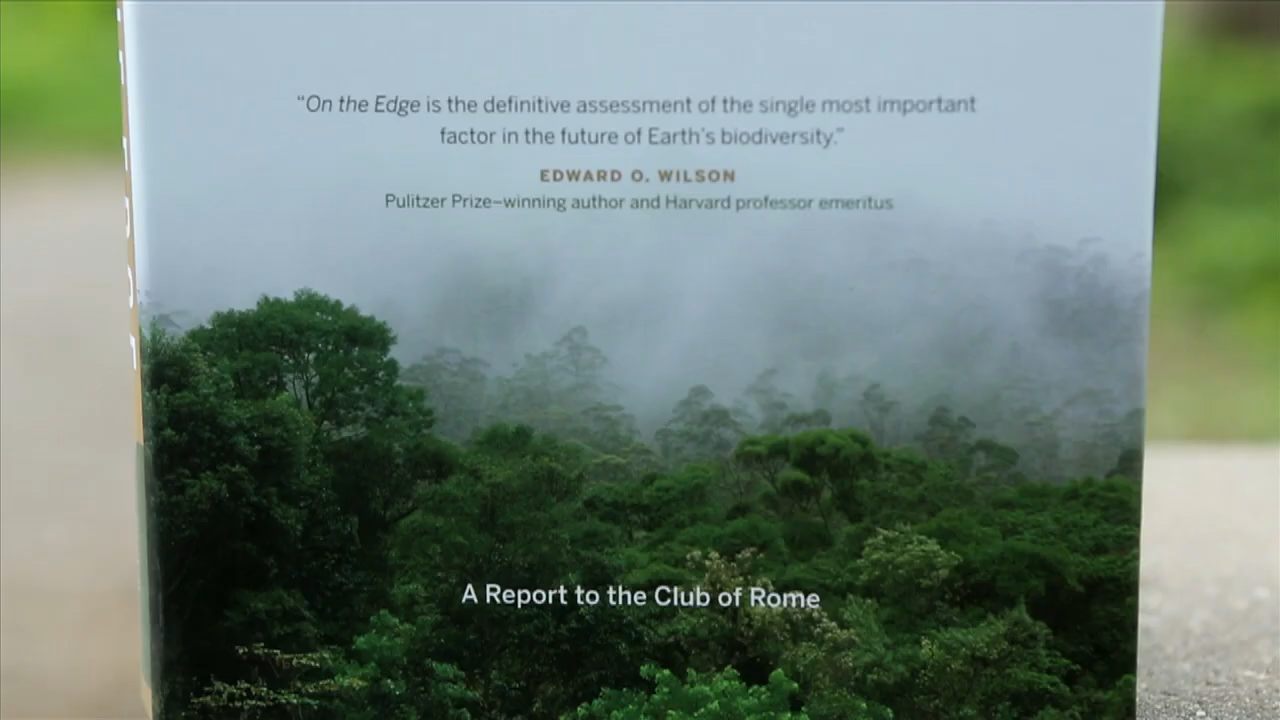 “On the Edge is the definitive assessment of the single most important
factor in the future of Earth’s biodiversity.”
EDWARD O. WILSON
Pulitzer Prize–winning author and Harvard professor emeritus
A Report to the Club of Rome